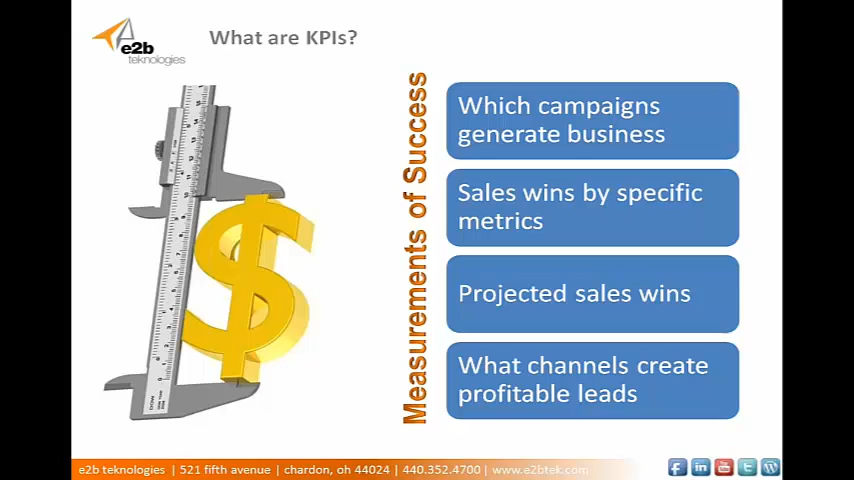 e2b
teknologies
What are KPIs?
Measurements of Success
Which campaigns
generate business
Sales wins by specific
metrics
Projected sales wins
What channels create
profitable leads
e2b teknologies | 521 fifth avenue | chardon, oh 44024 | 440.352.4700 | www.e2btek.com